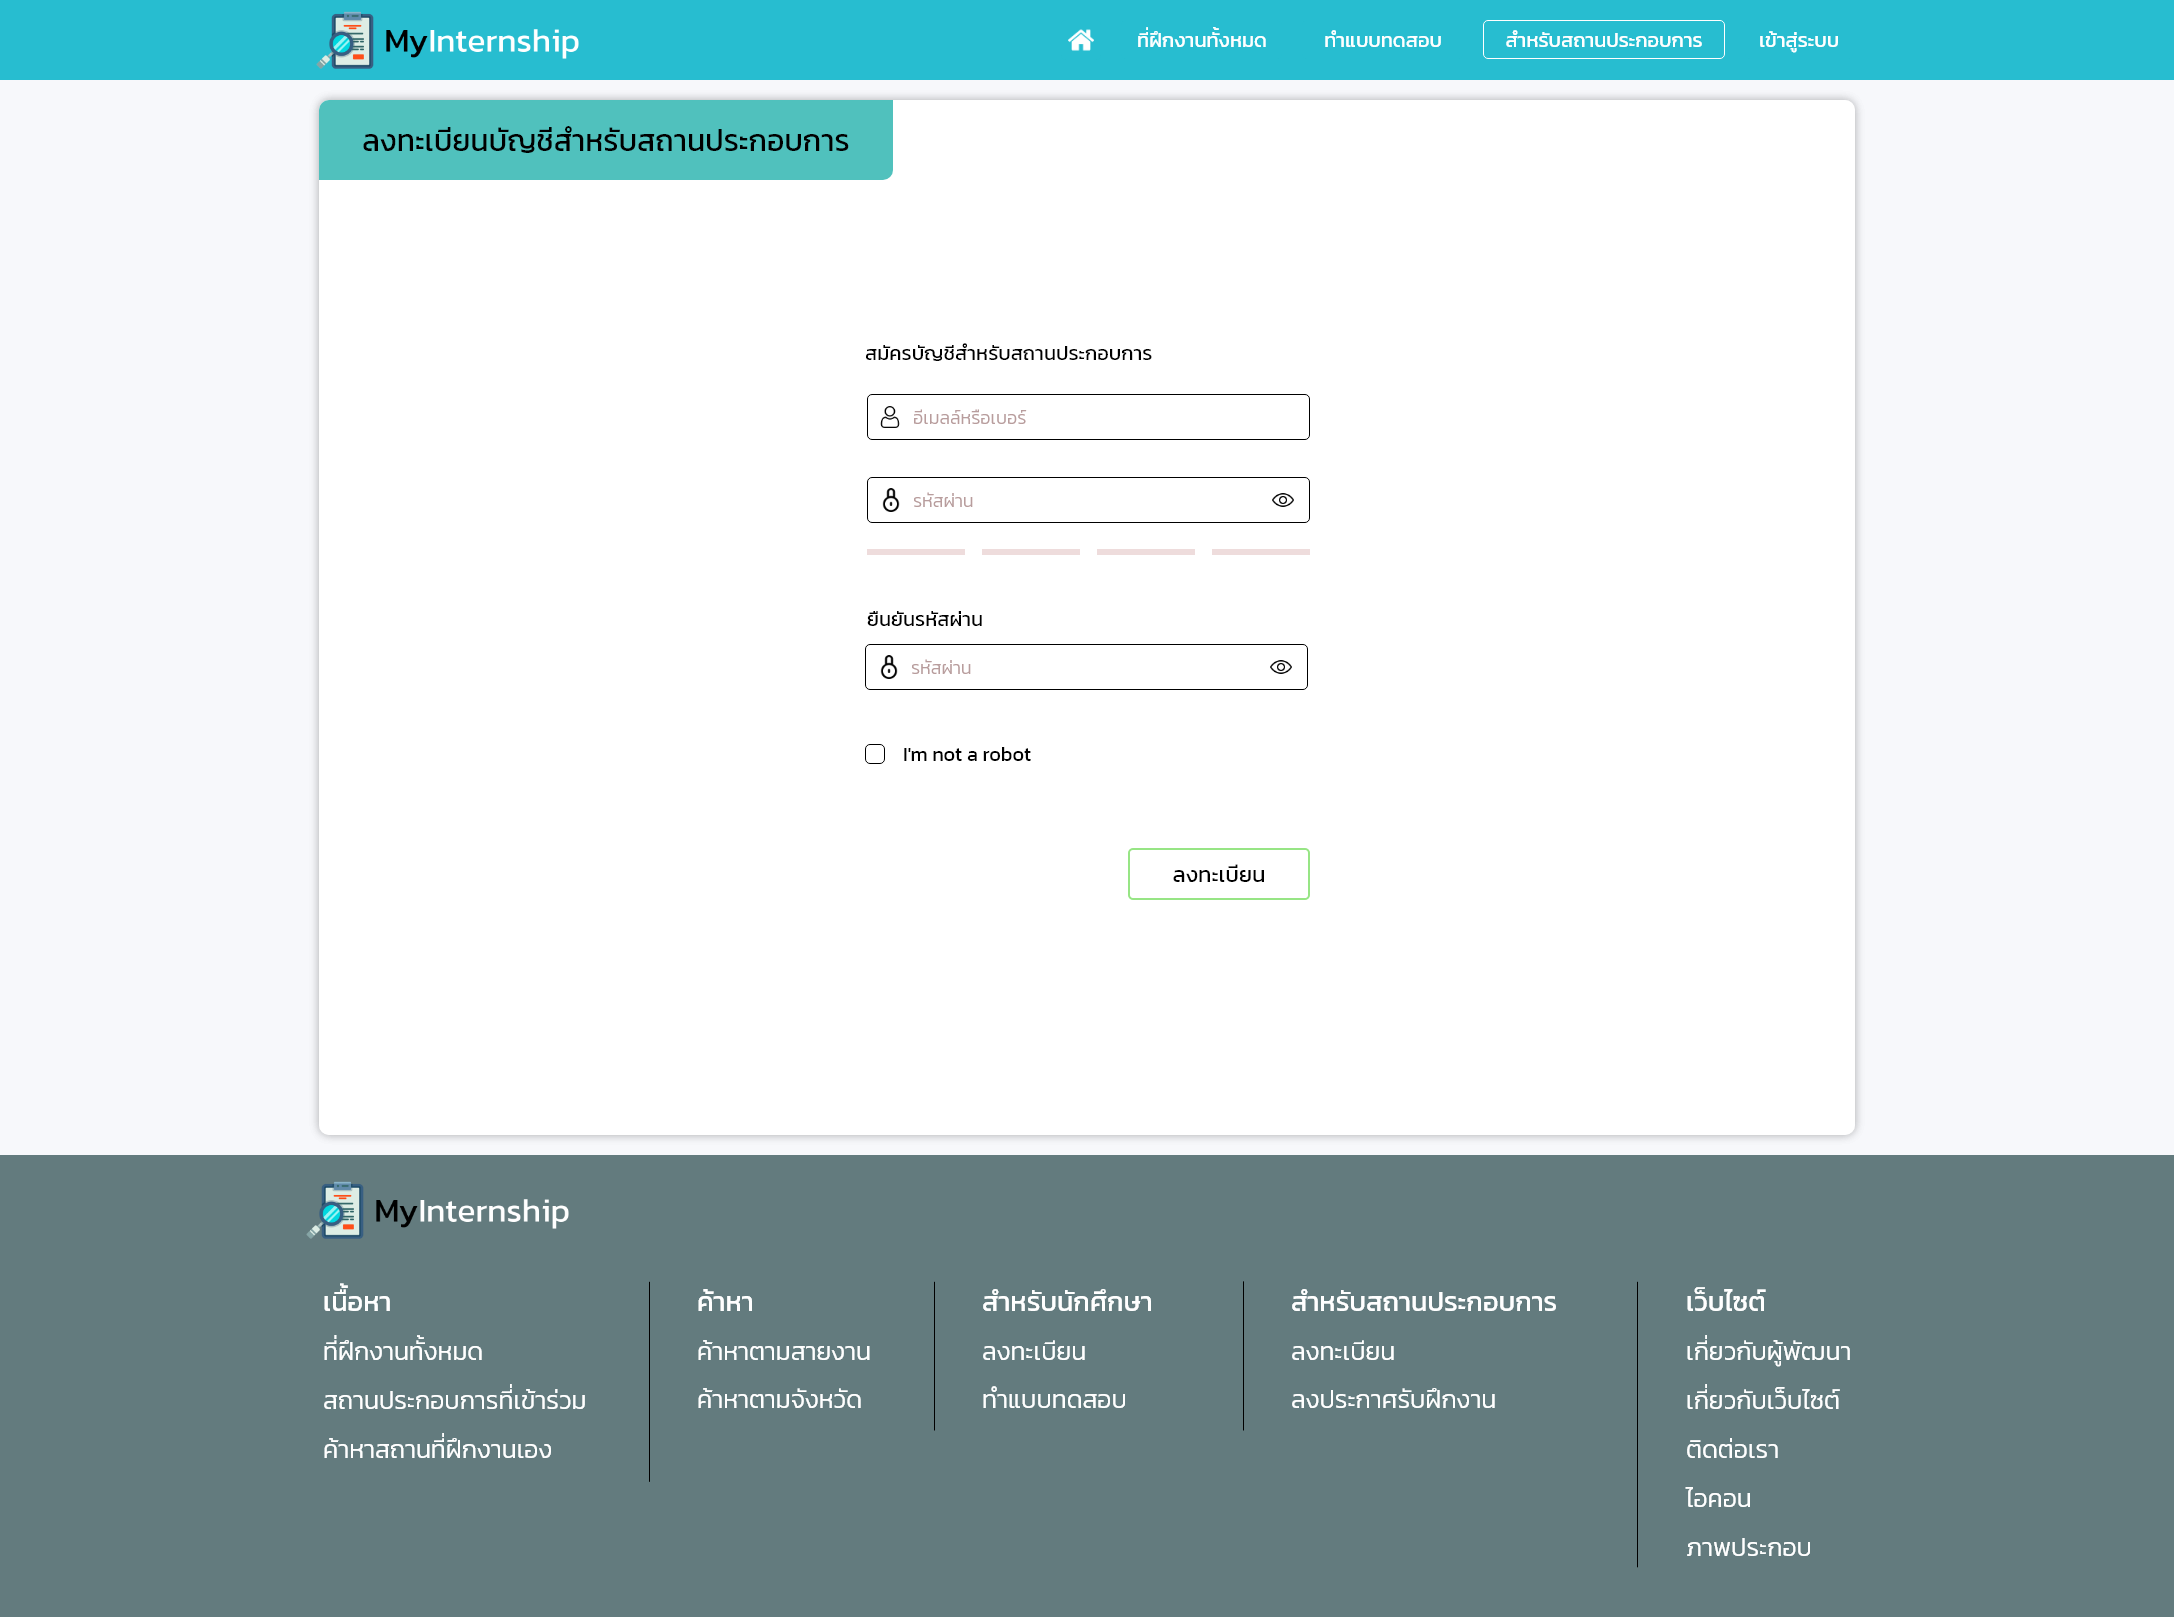 MyInternship
ที่ฝึกงานทั้งหมด
ทำแบบทดสอบ
สำหรับสถานประกอบการ
เข้าสู่ระบบ
ลงทะเบียนบัญชีสำหรับสถานประกอบการ
สมัครบัญชีสำหรับสถานประกอบการ
อีเมลล์หรือเบอร์
รหัสผ่าน
ยืนยันรหัสผ่าน
รหัสผ่าน
I'm not a robot
ลงทะเบียน
MyInternship
เนื้อหา
ที่ฝึกงานทั้งหมด
สถานประกอบการที่เข้าร่วม
ค้าหาสถานที่ฝึกงานเอง
ค้าหา
ค้าหาตามสายงาน
ค้าหาตามจังหวัด
สำหรับนักศึกษา
ลงทะเบียน
ทำแบบทดสอบ
สำหรับสถานประกอบการ
ลงทะเบียน
ลงประกาศรับฝึกงาน
เว็บไซต์
เกี่ยวกับผู้พัฒนา
เกี่ยวกับเว็บไซต์
ติดต่อเรา
ไอคอน
ภาพประกอบ